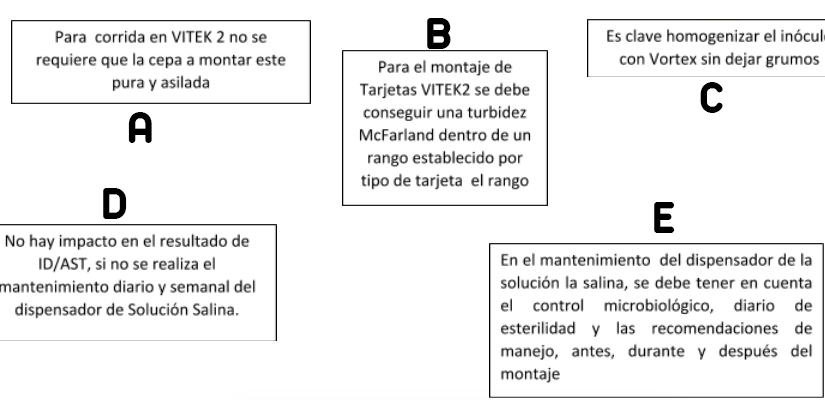 Para corrida en VITEK 2 no se
requiere que la cepa a montar este
pura y asilada
A
B
Para el montaje de
Tarjetas VITEK2 se debe
conseguir una turbidez
McFarland dentro de un
rango establecido por
tipo de tarjeta el rango
Es clave homogenizar el inócul
con Vortex sin dejar grumos
C
D
No hay impacto en el resultado de
ID/AST, si no se realiza el
mantenimiento diario y semanal del
dispensador de Solución Salina.
E
En el mantenimiento del dispensador de la
solución la salina, se debe tener en cuenta
el control microbiológico, diario de
esterilidad y las recomendaciones de
manejo, antes, durante y después del
montaje